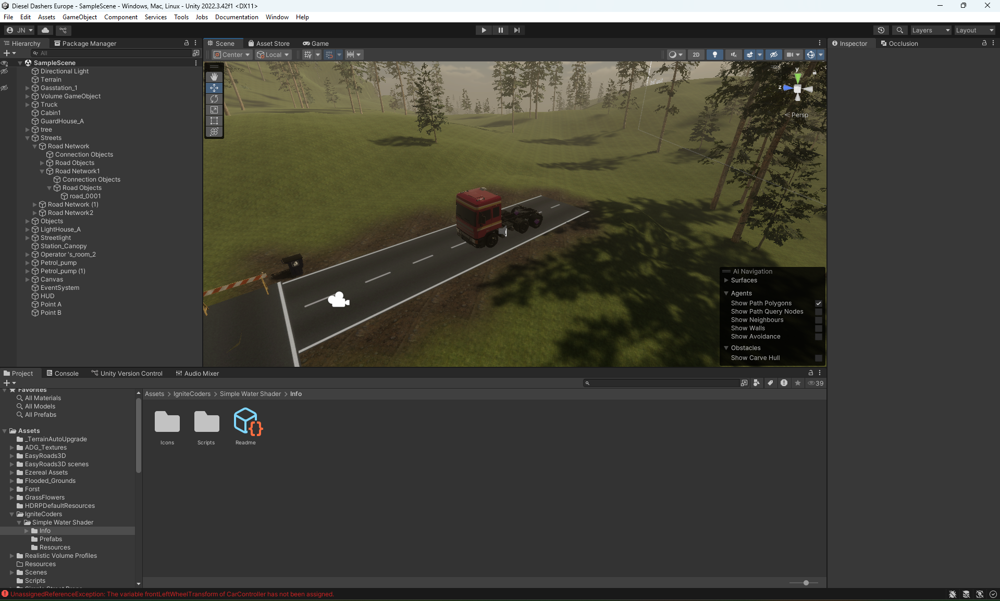 Diesel Dashers Europe - SampleScene - Windows, Mac, Linux - Unity 2022.3.42f1 <DX11>
File Edit Assets GameObject Component Services Tools Jobs Documentation Window Help
JN
Layers
Layout
Hierarchy
Package Manager
All
SampleScene
Directional Light
Terrain
Gasstation_1
Volume GameObject
Truck
Cabin1
GuardHouse_A
tree
Streets
Road Network
Connection Objects
Road Objects
Road Network1
Connection Objects
Road Objects
road_0001
Road Network (1)
Road Network2
Objects
LightHouse_A
Streetlight
Station_Canopy
Operator 's_room_2
Petrol_pump
Petrol_pump (1)
Canvas
EventSystem
HUD
Point A
Point B
Scene
Asset Store
Game
Center
Local
2D
y
z
Persp
AI Navigation
Surfaces
Agents
Show Path Polygons
Show Path Query Nodes
Show Neighbours
Show Walls
Show Avoidance
Obstacles
Show Carve Hull
Inspector
Occlusion
Project
Console
Unity Version Control
Audio Mixer
39
Favorites
All Materials
All Models
All Prefabs
Assets
_TerrainAutoUpgrade
ADG_Textures
EasyRoads3D
EasyRoads3D scenes
Ezereal Assets
Flooded_Grounds
Forst
GrassFlowers
HDRPDefaultResources
IgniteCoders
Simple Water Shader
Info
Prefabs
Resources
Realistic Volume Profiles
Resources
Scenes
Scripts
Assets > IgniteCoders > Simple Water Shader > Info
Icons
Scripts
Readme
UnassignedReferenceException: The variable frontLeftWheelTransform of CarController has not been assigned.